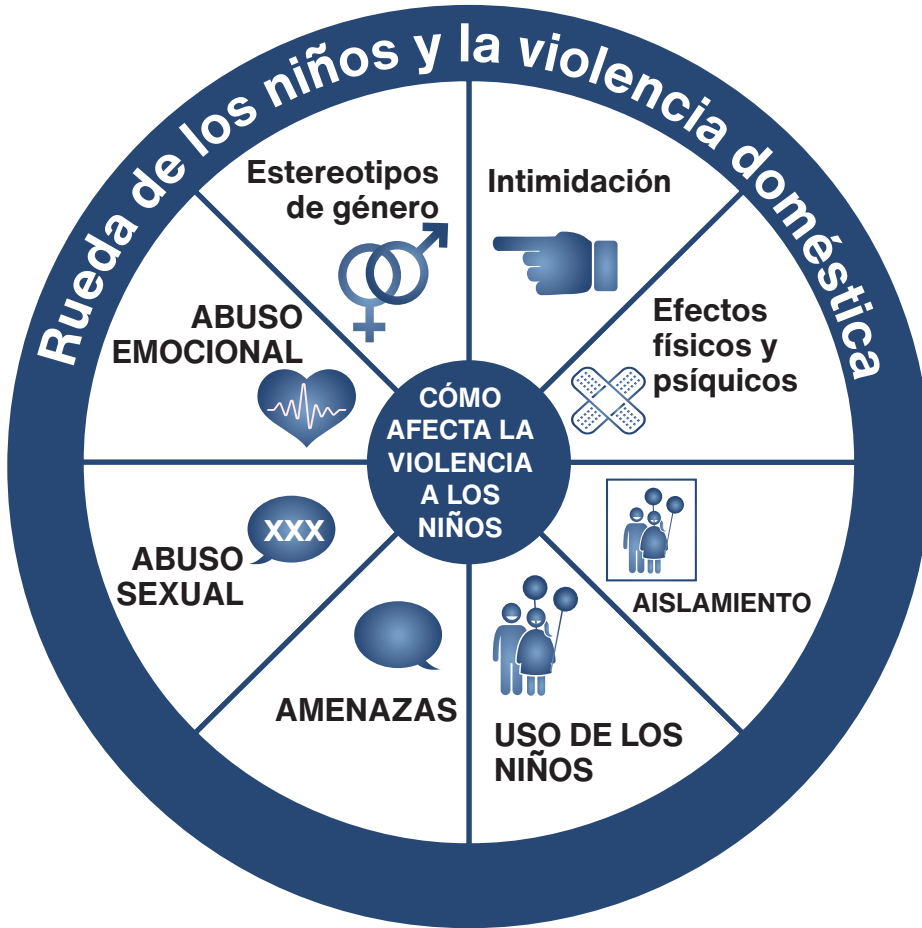 Rueda de los niños y la violencia doméstica
Estereotipos
de género
Intimidación
Efectos
físicos y
psíquicos
ABUSO
EMOCIONAL
CÓMO
AFECTA LA
VIOLENCIA
A LOS
NIÑOS
XXX
ABUSO
SEXUAL
AISLAMIENTO
AMENAZAS
USO DE LOS
NIÑOS